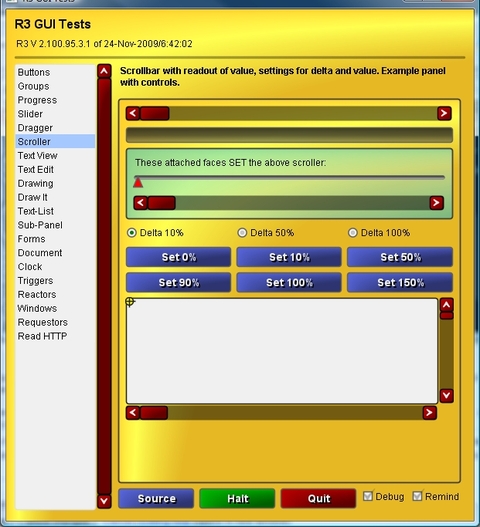 R3 GUI Tests
R3 GUI Tests
R3 V 2.100.95.3.1 of 24-Nov-2009/6:42:02
Buttons
Groups
Progress
Slider
Dragger
Scroller
Text View
Text Edit
Drawing
Draw It
Text-List
Sub-Panel
Forms
Document
Clock
Triggers
Reactors
Windows
Requestors
Read HTTP
Scrollbar with readout of value, settings for delta and value. Example panel
with controls.
These attached faces SET the above scroller:
Delta 10% Delta 50% Delta 100%
Set 0% Set 10% Set 50%
Set 90% Set 100% Set 150%
Source Halt Quit Debug Remind